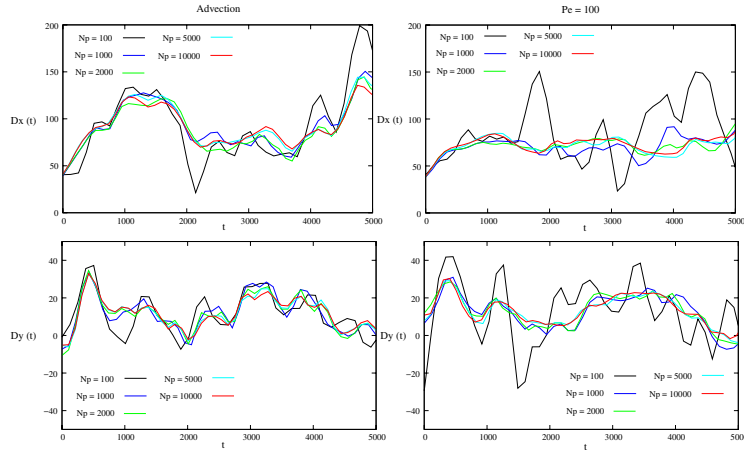 Advection
200
150
100
50
0
Dx (t)
Np = 100
Np = 5000
Np = 1000
Np = 10000
Np = 2000
0
1000
2000
3000
4000
5000
t
Pe = 100
200
150
100
50
0
Dx (t)
Np = 100
Np = 5000
Np = 1000
Np = 10000
Np = 2000
0
1000
2000
3000
4000
5000
t
40
20
0
−20
−40
Dy (t)
Np = 100
Np = 5000
Np = 1000
Np = 10000
Np = 2000
0
1000
2000
3000
4000
5000
t
40
20
0
−20
−40
Dy (t)
Np = 100
Np = 5000
Np = 1000
Np = 10000
Np = 2000
0
1000
2000
3000
4000
5000
t